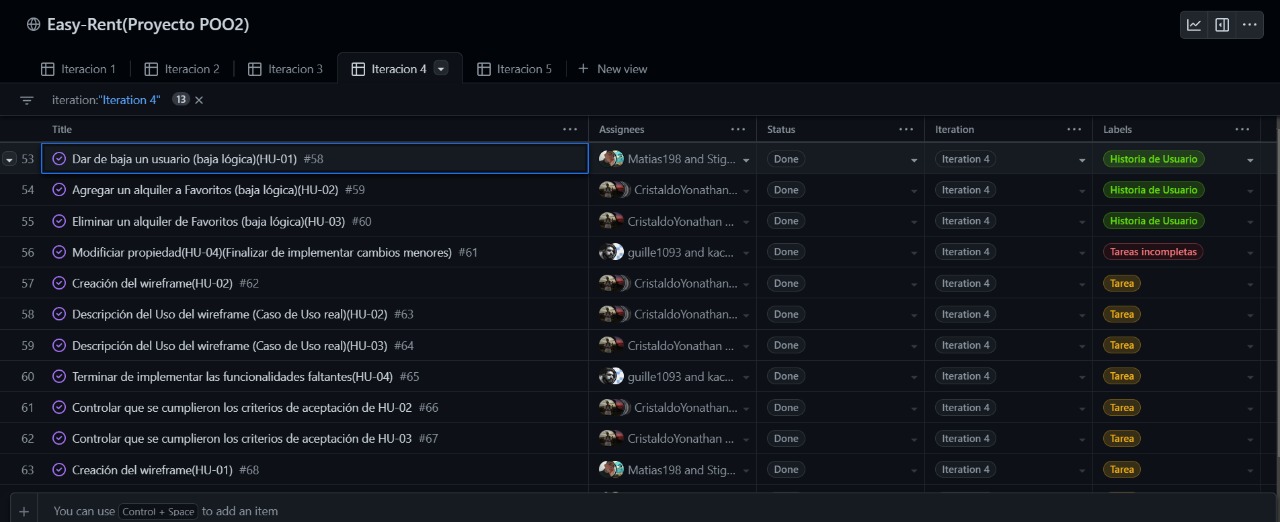 Easy-Rent(Proyecto POO2)
Iteracion 1 Iteracion 2 Iteracion 3 Iteracion 4 Iteracion 5 + New view
iteration:"Iteration 4" 13
Title Assignees Status Iteration Labels
53 Dar de baja un usuario (baja lógica)(HU-01) #58 Matias198 and Stig... Done Iteration 4 Historia de Usuario
54 Agregar un alquiler a Favoritos (baja lógica)(HU-02) #59 CristaldoYonathan... Done Iteration 4 Historia de Usuario
55 Eliminar un alquiler de Favoritos (baja lógica)(HU-03) #60 CristaldoYonathan ... Done Iteration 4 Historia de Usuario
56 Modificiar propiedad(HU-04)(Finalizar de implementar cambios menores) #61 guille1093 and kac... Done Iteration 4 Tareas incompletas
57 Creación del wireframe(HU-02) #62 CristaldoYonathan... Done Iteration 4 Tarea
58 Descripción del Uso del wireframe (Caso de Uso real)(HU-02) #63 CristaldoYonathan... Done Iteration 4 Tarea
59 Descripción del Uso del wireframe (Caso de Uso real)(HU-03) #64 CristaldoYonathan ... Done Iteration 4 Tarea
60 Terminar de implementar las funcionalidades faltantes(HU-04) #65 guille1093 and kac... Done Iteration 4 Tarea
61 Controlar que se cumplieron los criterios de aceptación de HU-02 #66 CristaldoYonathan... Done Iteration 4 Tarea
62 Controlar que se cumplieron los criterios de aceptación de HU-03 #67 CristaldoYonathan ... Done Iteration 4 Tarea
63 Creación del wireframe(HU-01) #68 Matias198 and Stig... Done Iteration 4 Tarea
+ You can use Control + Space to add an item